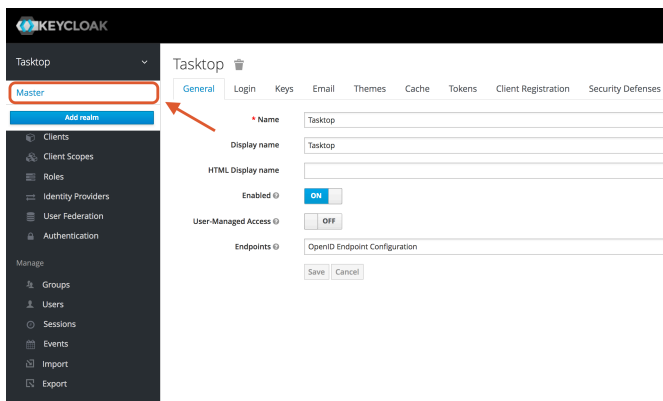 KEYCLOAK
Tasktop
Master
Add realm
Clients
Client Scopes
Roles
Identity Providers
User Federation
Authentication
Manage
Groups
Users
Sessions
Events
Import
Export
Tasktop
General Login Keys Email Themes Cache Tokens Client Registration Security Defenses
* Name Tasktop
Display name Tasktop
HTML Display name
Enabled ON
User-Managed Access OFF
Endpoints OpenID Endpoint Configuration
Save Cancel